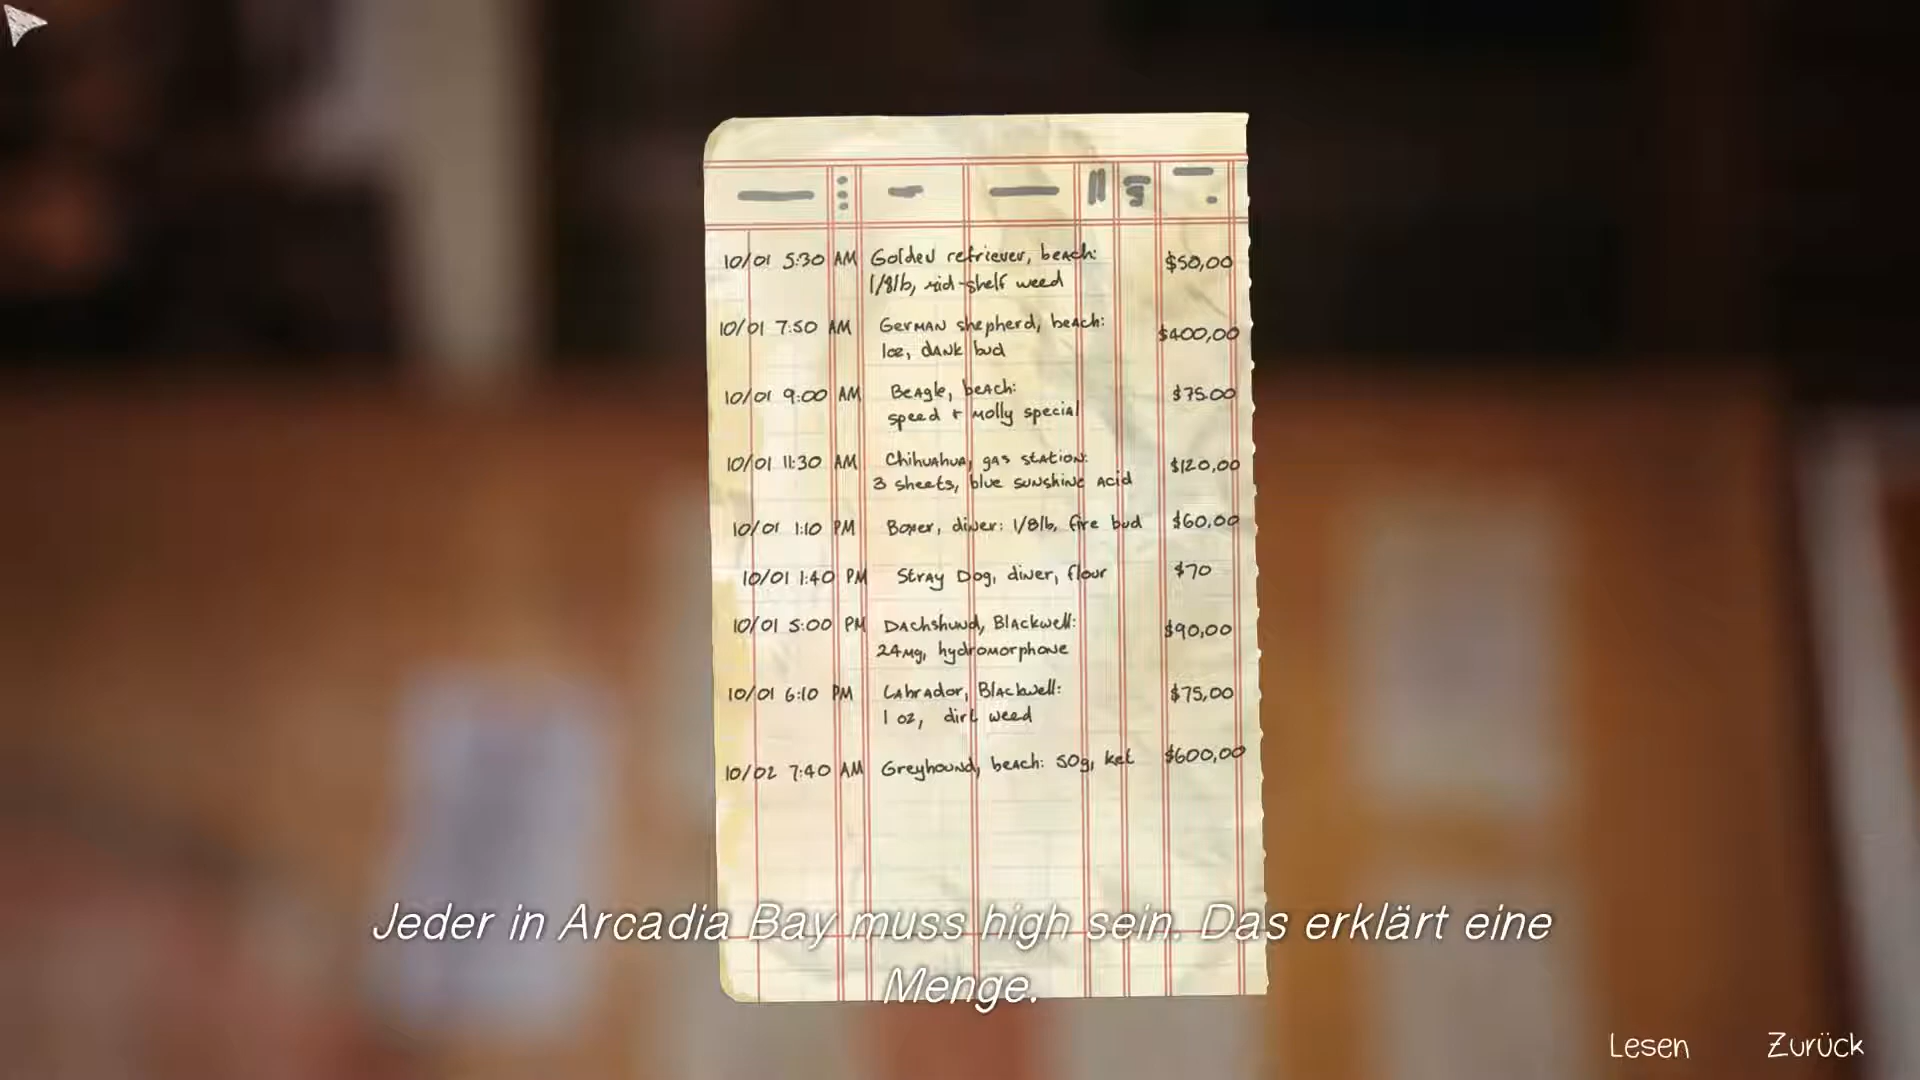 10/01 5:30 AM Golden retriever, beach: $50,00
1/8lb, mid-shelf weed
10/01 7:50 AM German shepherd, beach: $400,00
1oz, dank bud
10/01 9:00 AM Beagle, beach: $75.00
speed + Molly special
10/01 11:30 AM Chihuahua, gas station: $120,00
3 sheets, blue sunshine acid
10/01 1:10 PM Boxer, diner: 1/8lb, fire bud $60,00
10/01 1:40 PM Stray Dog, diner, flour $70
10/01 5:00 PM Dachshund, Blackwell: $90,00
24mg, hydromorphone
10/01 6:10 PM Labrador, Blackwell: $75,00
1 oz, dirt weed
10/02 7:40 AM Greyhound, beach: 50g, ket $600,00
Jeder in Arcadia Bay muss high sein. Das erklärt eine
Menge.
Lesen Zurück